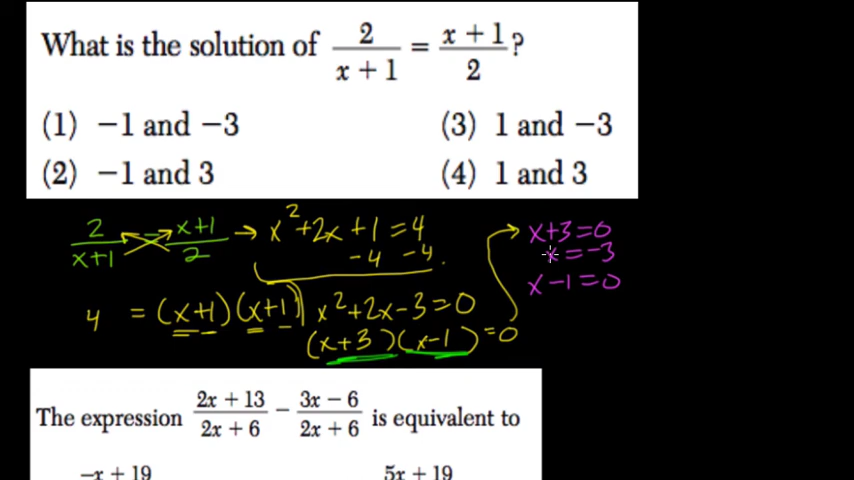 What is the solution of 2/(x + 1) = (x + 1)/2?
(1) −1 and −3
(3) 1 and −3
(2) −1 and 3
(4) 1 and 3
2/(x+1) = (x+1)/2 → x²+2x+1=4
−4 −4
4 = (x+1)(x+1)
x²+2x−3=0
(x+3)(x−1)=0
x+3=0
x=−3
x−1=0
The expression (2x + 13)/(2x + 6) − (3x − 6)/(2x + 6) is equivalent to
−x + 19
5x + 19